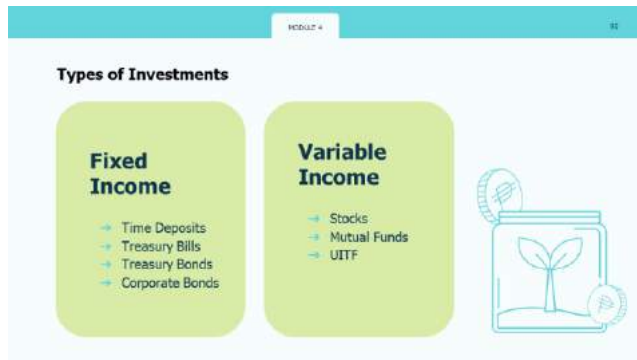 MODULE 4
Types of Investments
Fixed
Income
Time Deposits
Treasury Bills
Treasury Bonds
Corporate Bonds
Variable
Income
Stocks
Mutual Funds
UITF